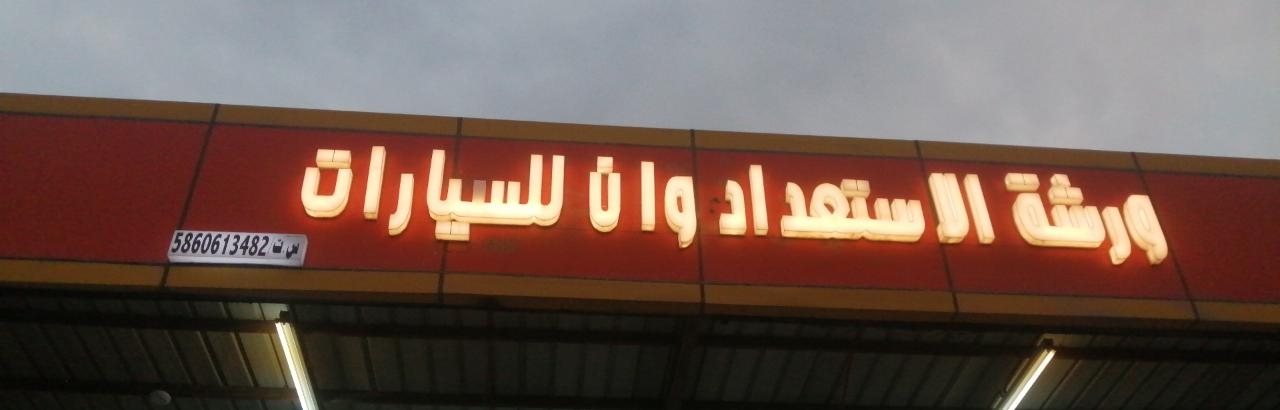 ورشة الاستعداد وان للسيارات
س ت 5860613482